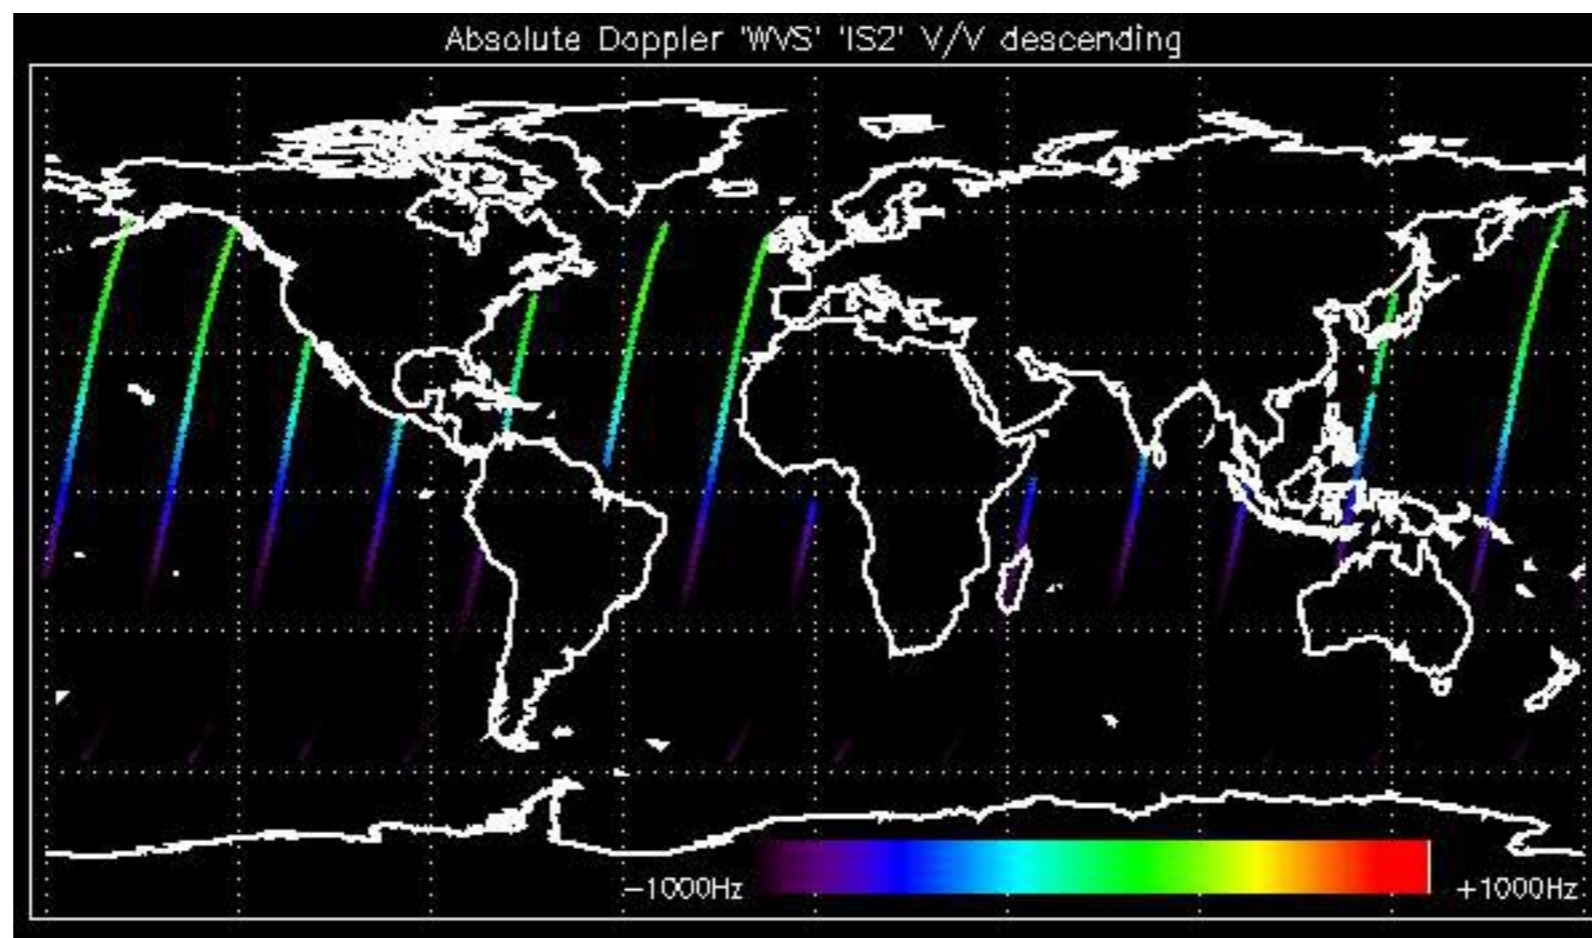 Absolute Doppler 'WVS' 'IS2' V/V descending
−1000Hz
+1000Hz